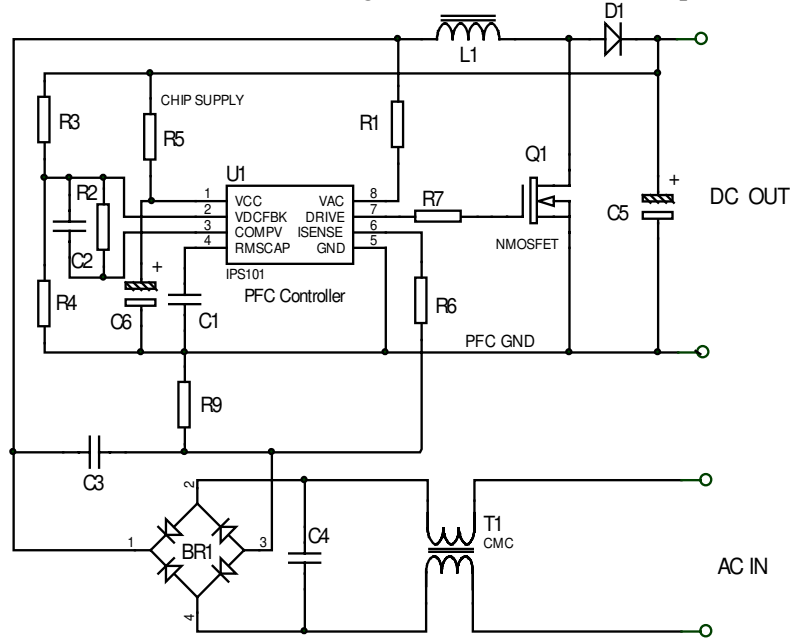 D1
L1
CHIP SUPPLY
R3
R5
R1
Q1
U1
R7
DC OUT
R2
1 VCC VAC 8
2 VDCFBK DRIVE 7
3 COMPV ISENSE 6
4 RMSCAP GND 5
+
C5
NMOSFET
C2
IPS101
+
PFC Controller
R4
C6
C1
R6
PFC GND
R9
C3
2
T1
CMC
C4
1
BR1
3
AC IN
4